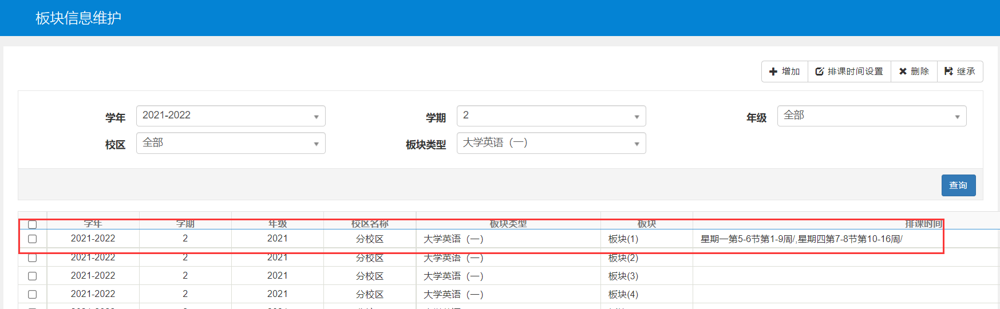 板块信息维护
增加 排课时间设置 删除 继承
学年 2021-2022 学期 2 年级 全部
校区 全部 板块类型 大学英语（一）
查询
学年 学期 年级 校区名称 板块类型 板块 排课时间
2021-2022 2 2021 分校区 大学英语（一） 板块(1) 星期一第5-6节第1-9周/,星期四第7-8节第10-16周/
2021-2022 2 2021 分校区 大学英语（一） 板块(2)
2021-2022 2 2021 分校区 大学英语（一） 板块(3)
2021-2022 2 2021 分校区 大学英语（一） 板块(4)